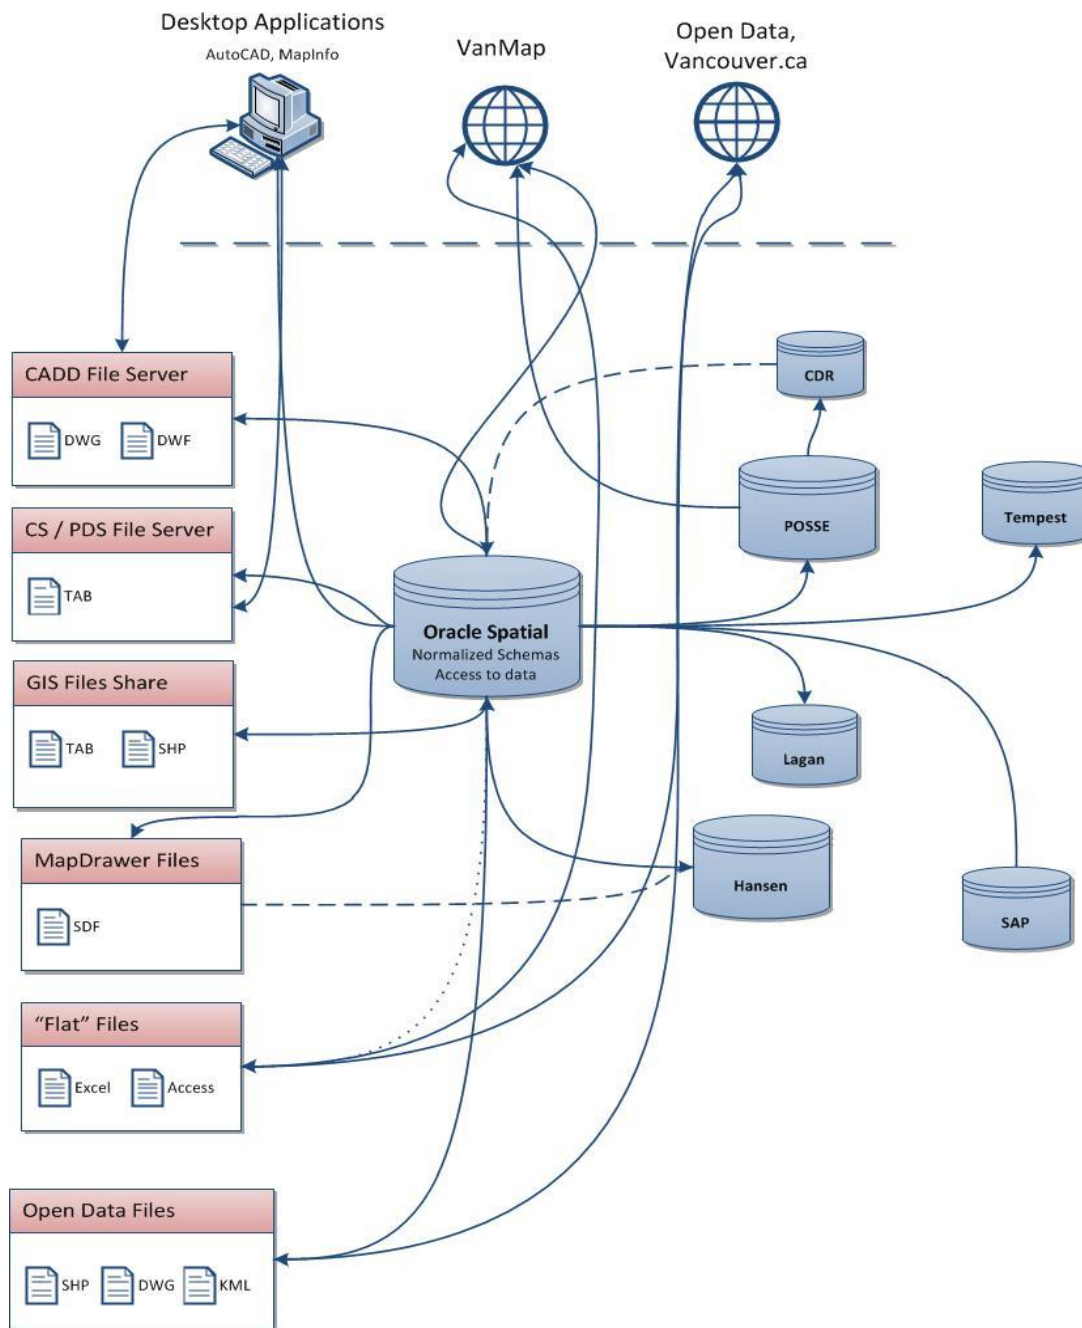 Desktop Applications
AutoCAD, MapInfo
VanMap
Open Data,
Vancouver.ca
CADD File Server
DWG
DWF
CDR
CS / PDS File Server
TAB
POSSE
Tempest
Oracle Spatial
Normalized Schemas
Access to data
GIS Files Share
TAB
SHP
Lagan
MapDrawer Files
SDF
Hansen
SAP
“Flat” Files
Excel
Access
Open Data Files
SHP
DWG
KML